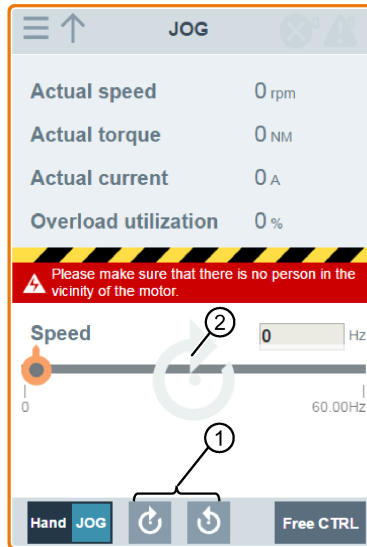 JOG
Actual speed 0 rpm
Actual torque 0 NM
Actual current 0 A
Overload utilization 0 %
Please make sure that there is no person in the
vicinity of the motor.
2
Speed 0 Hz
0 60.00Hz
1
Hand JOG Free CTRL